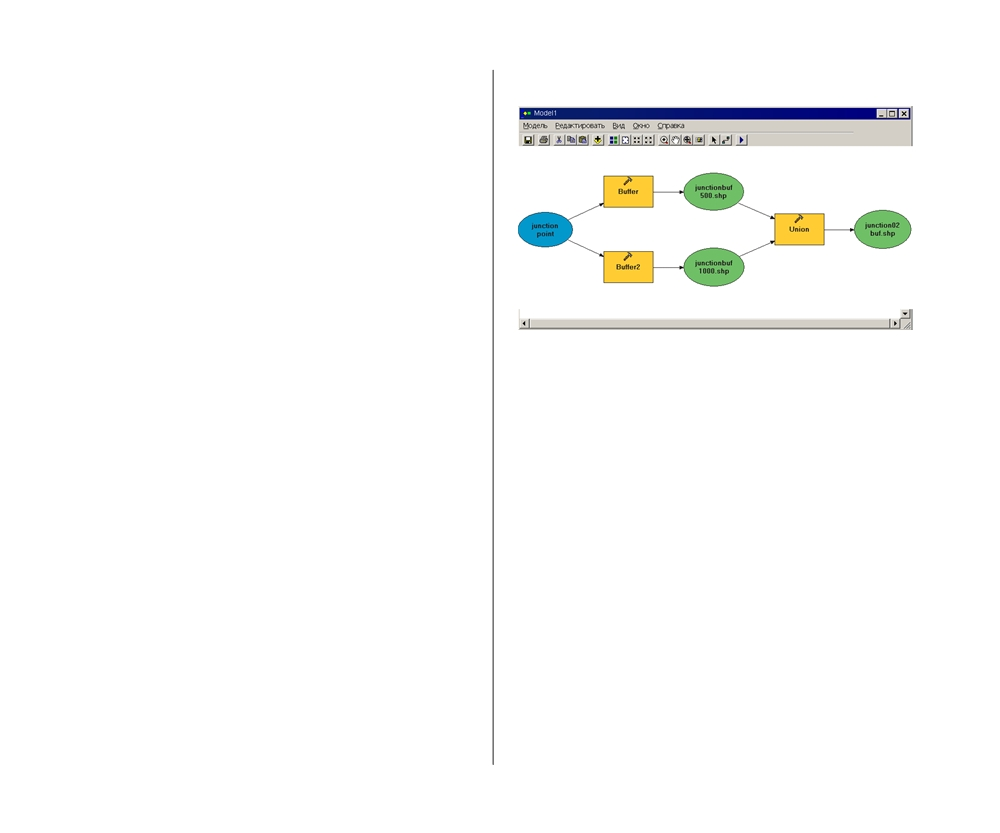 Model1
Модель Редактировать Вид Окно Справка
Buffer
junctionbuf
500.shp
junction
point
Union
junction02
buf.shp
Buffer2
junctionbuf
1000.shp